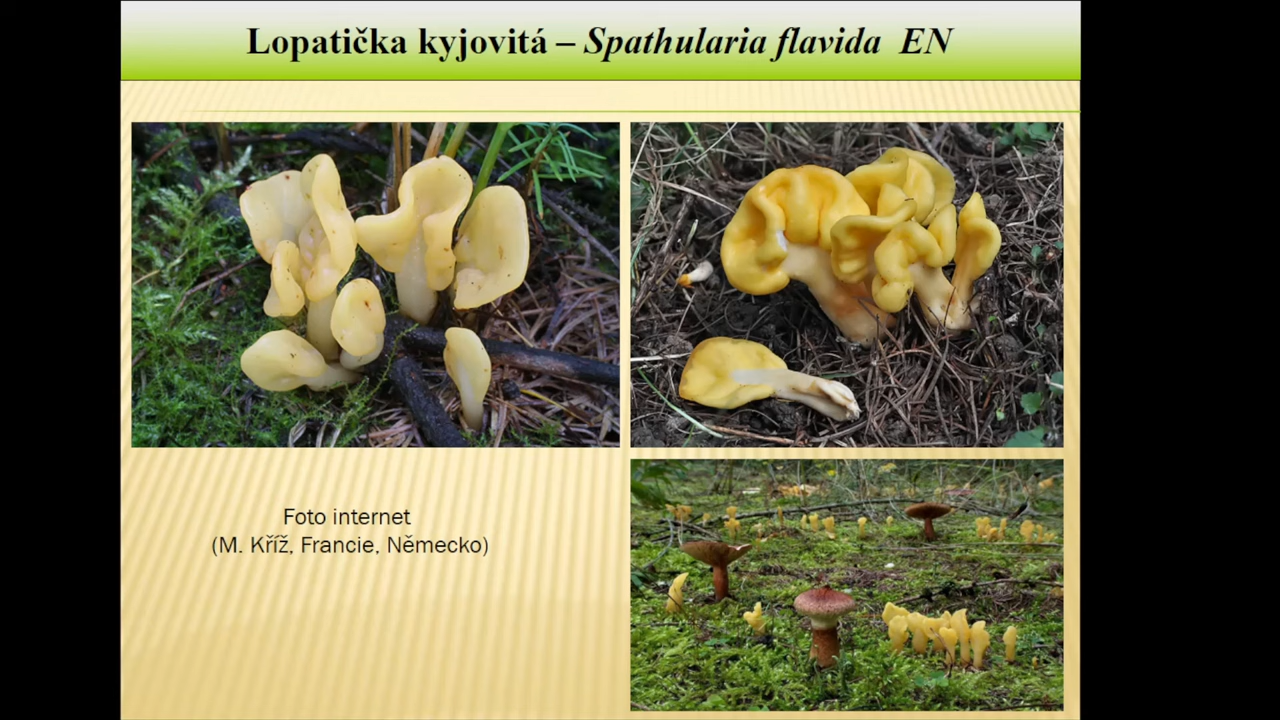 Lopatička kyjovitá – Spathularia flavida EN
Foto internet
(M. Kříž, Francie, Německo)